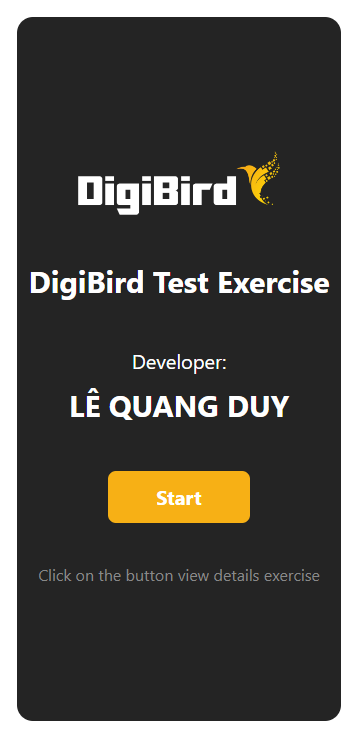 DigiBird
DigiBird Test Exercise
Developer:
LÊ QUANG DUY
Start
Click on the button view details exercise